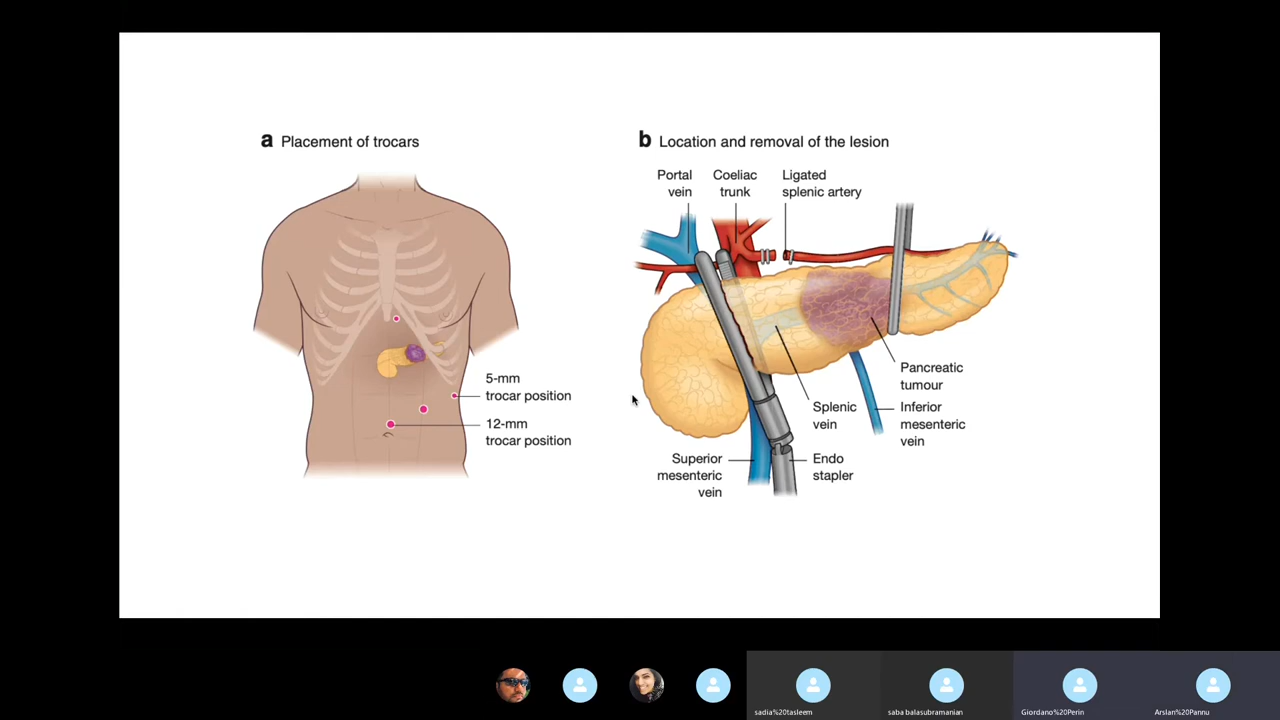 a Placement of trocars
5-mm
trocar position
12-mm
trocar position
b Location and removal of the lesion
Portal
vein
Coeliac
trunk
Ligated
splenic artery
Pancreatic
tumour
Splenic
vein
Inferior
mesenteric
vein
Superior
mesenteric
vein
Endo
stapler
sadia%20tasleem
saba balasubramanian
Giordano%20Perin
Arslan%20Pannu